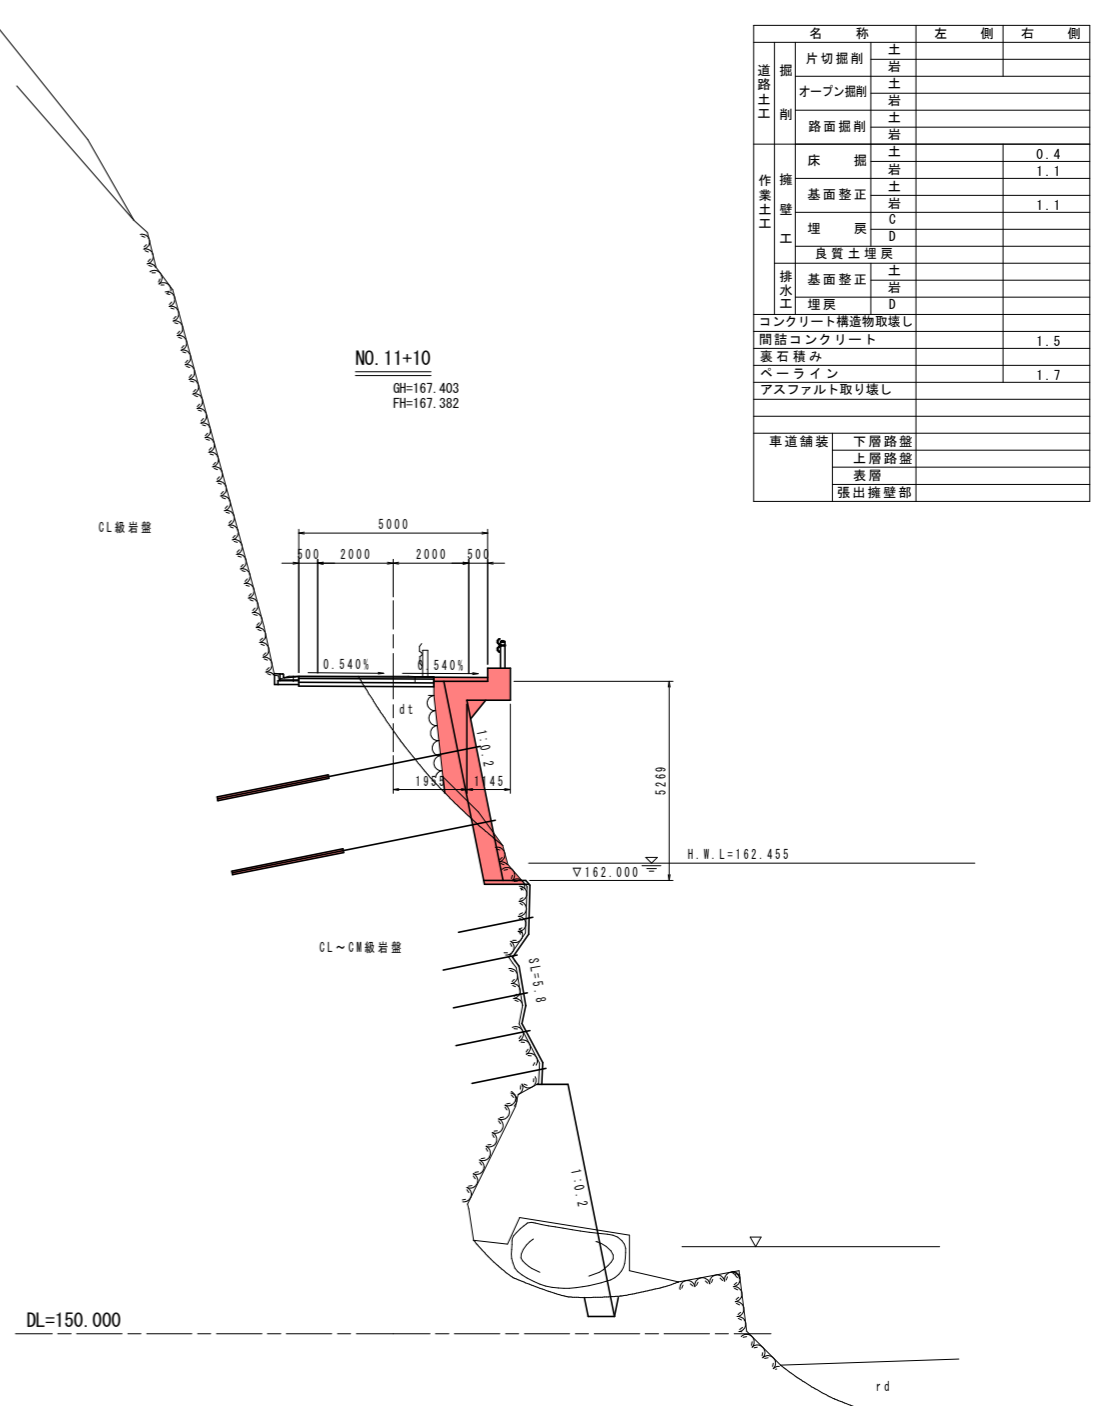 名 称 左 側 右 側
道路土工 掘削 片切掘削 土
岩
オープン掘削 土
岩
路面掘削 土
岩
作業土工 擁壁工 床 掘 土 0.4
岩 1.1
基面整正 土
岩 1.1
埋 戻 C
D
良質土埋戻
排水工 基面整正 土
岩
埋戻 D
コンクリート構造物取壊し
間詰コンクリート 1.5
裏石積み
ペーライン 1.7
アスファルト取り壊し
車道舗装 下層路盤
上層路盤
表層
張出擁壁部
NO.11+10
GH=167.403
FH=167.382
CL級岩盤
5000
500 2000 2000 500
0.540% 0.540%
dt
1:0.2
1955 1145
5269
H.W.L=162.455
▽162.000
CL～CM級岩盤
SL=5.8
1:0.2
DL=150.000
rd